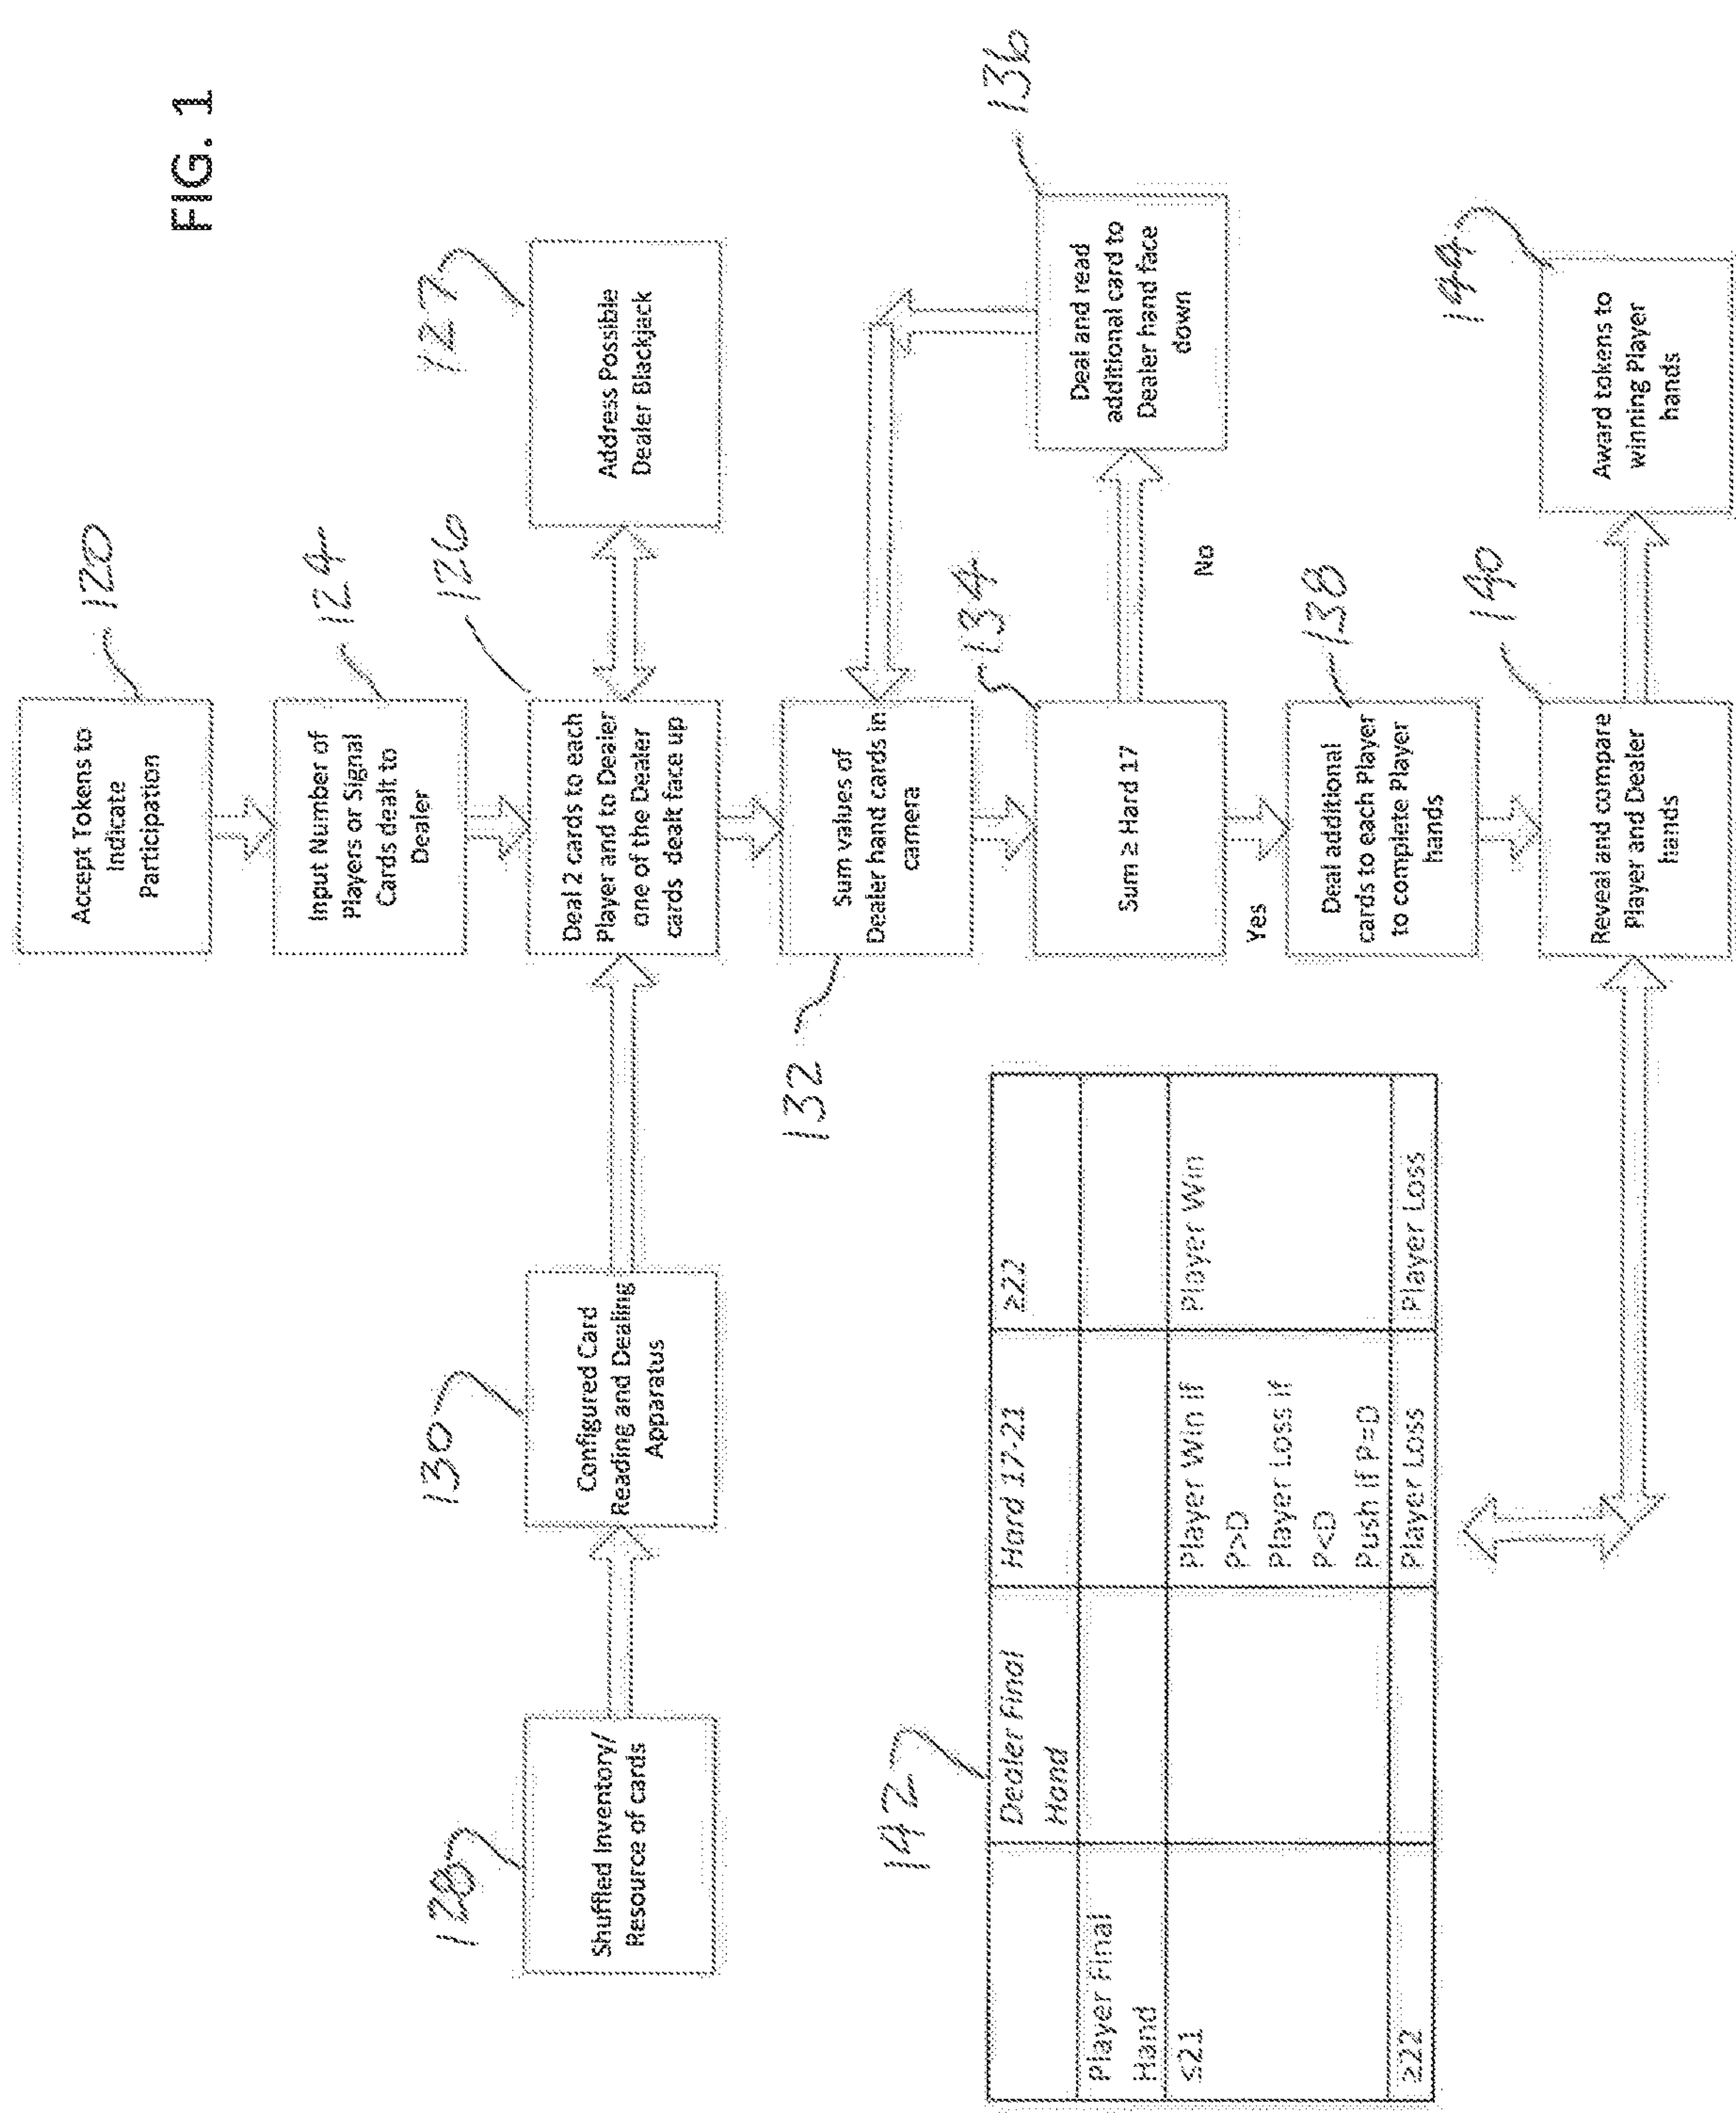 FIG. 1
120
Accept Tokens to
Indicate
Participation
124
Input Number of
Players or Signal
Cards dealt to
Dealer
126
127
128
Shuffled Inventory/
Resource of cards
130
Configured Card
Reading and Dealing
Apparatus
Deal 2 cards to each
Player and to Dealer
one of the Dealer
cards dealt face up
Address Possible
Dealer Blackjack
132
Sum values of
Dealer hand cards in
camera
134
136
Sum ≥ Hard 17
Deal and read
additional card to
Dealer hand face
down
No
Yes
138
Deal additional
cards to each Player
to complete Player
hands
140
144
Reveal and compare
Player and Dealer
hands
Award tokens to
winning Player
hands
142
Dealer Final
Hand
Hard 17-21
≥22
Player Final
Hand
≤21
Player Win if
P>D
Player Loss if
P<D
Push if P=D
Player Win
≥22
Player Loss
Player Loss